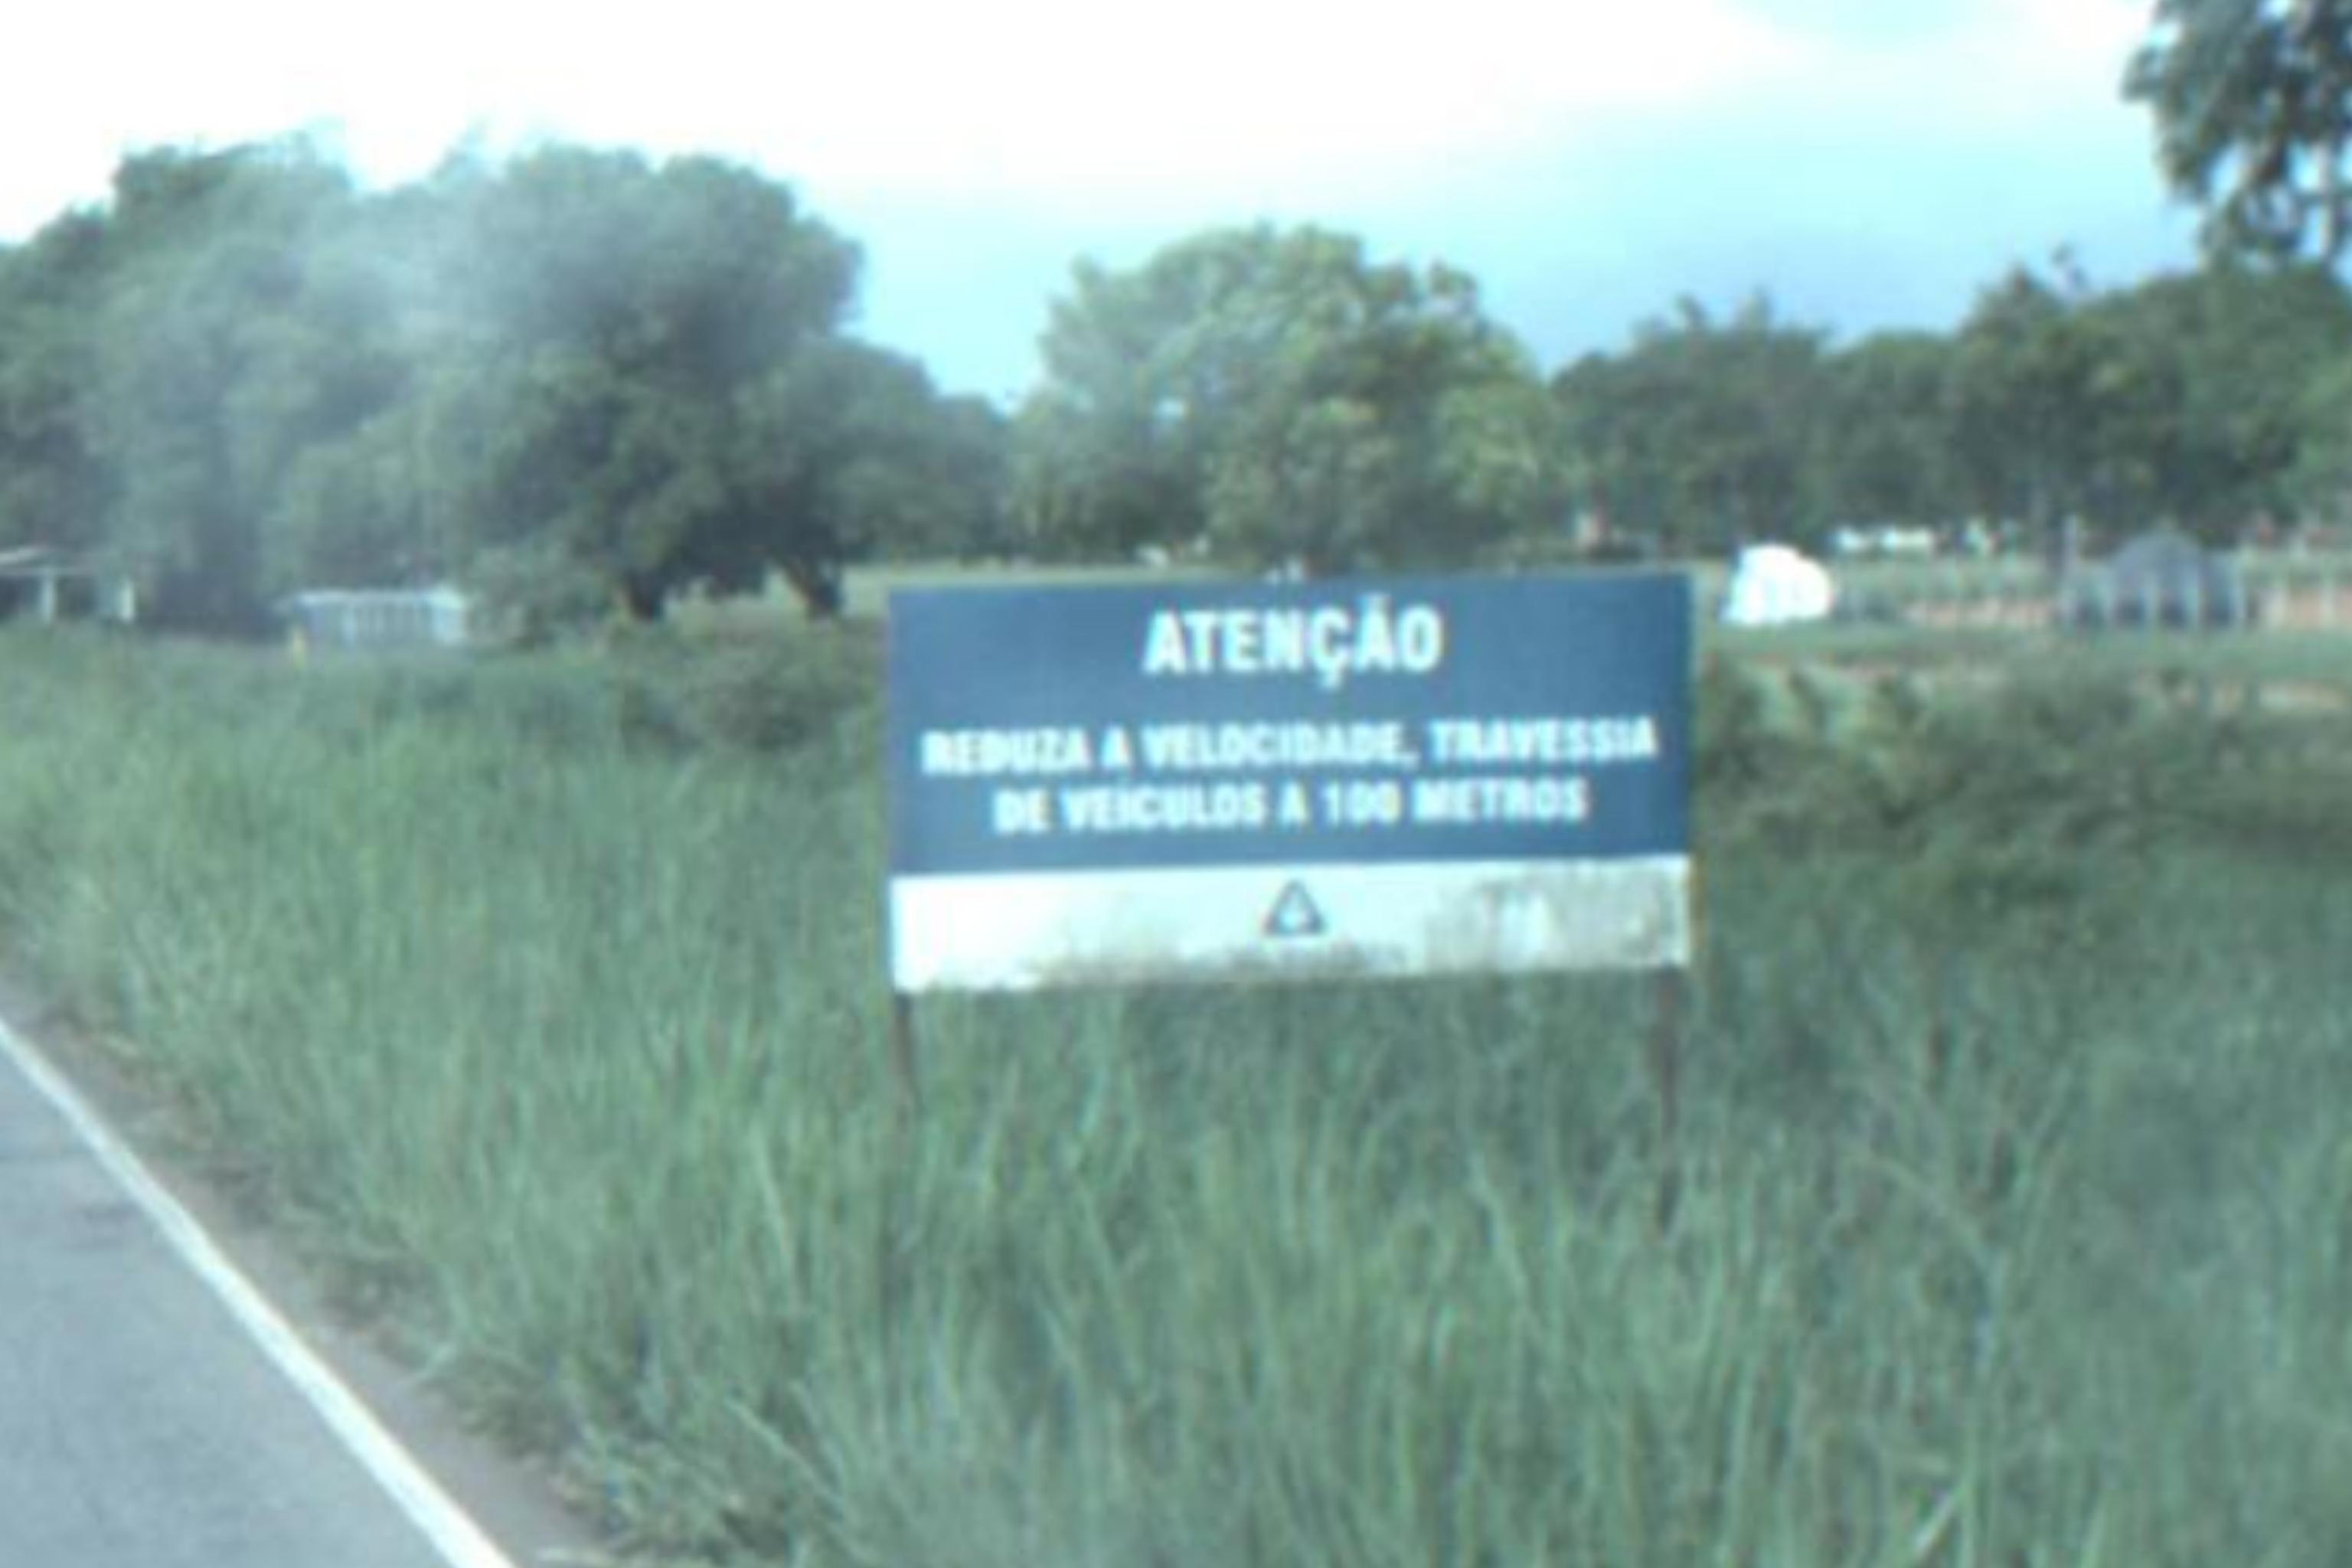 ATENÇÃO
REDUZA A VELOCIDADE, TRAVESSIA
DE VEÍCULOS A 100 METROS